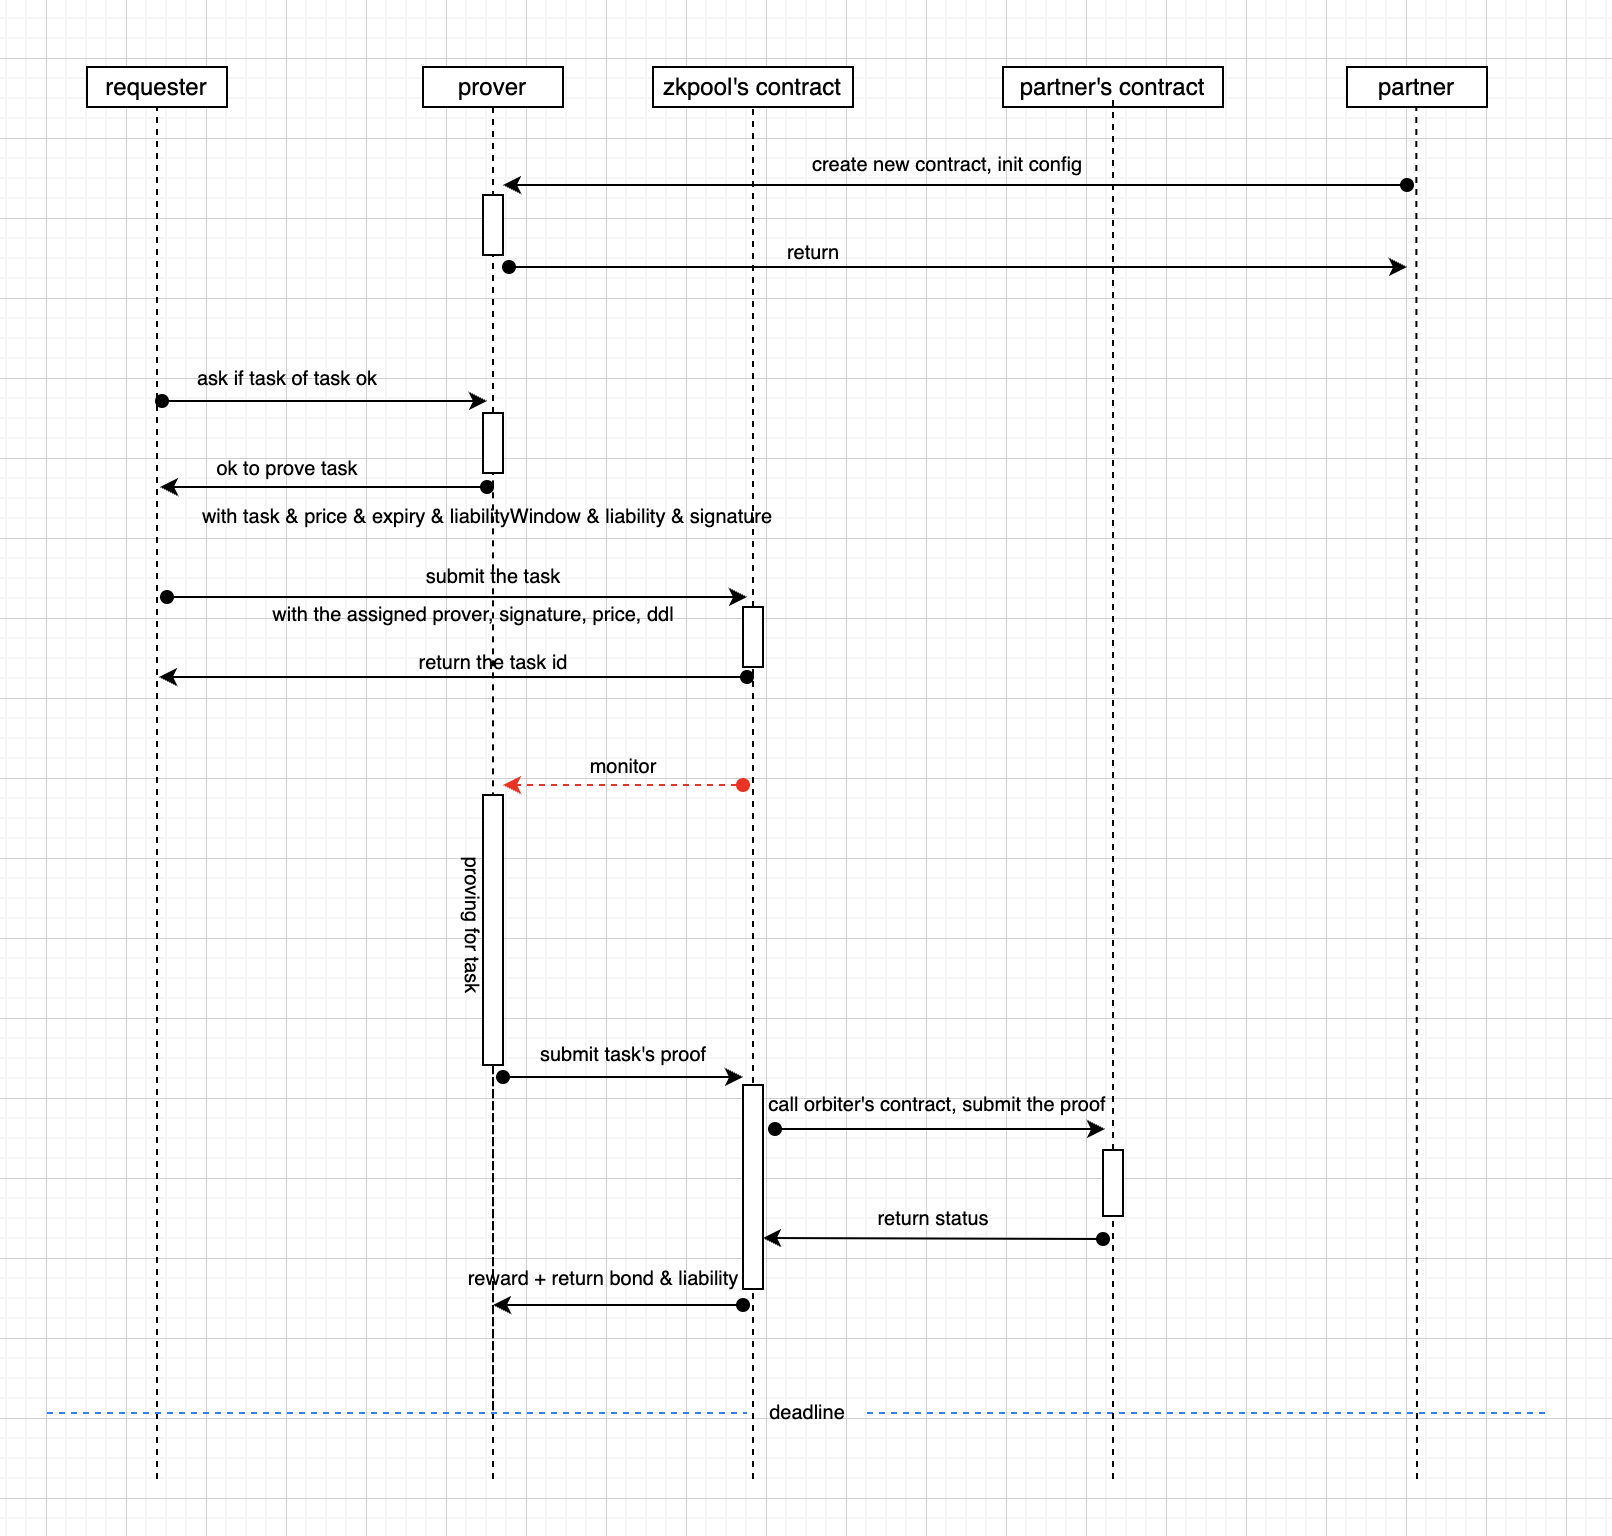 requester
prover
zkpool's contract
partner's contract
partner
create new contract, init config
return
ask if task of task ok
ok to prove task
with task & price & expiry & liabilityWindow & liability & signature
submit the task
with the assigned prover, signature, price, ddl
return the task id
monitor
proving for task
submit task's proof
call orbiter's contract, submit the proof
return status
reward + return bond & liability
deadline